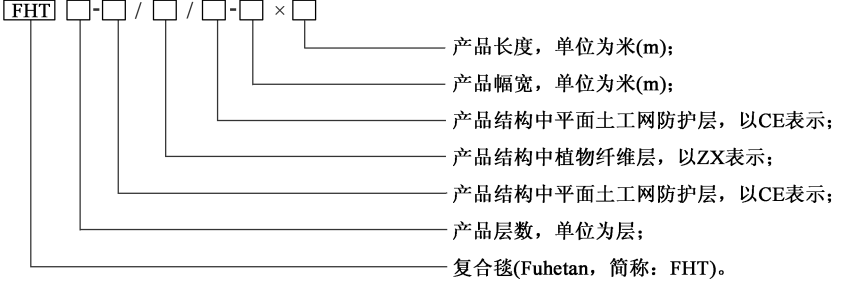 FHT □-□/□/□-□×□
产品长度，单位为米(m)；
产品幅宽，单位为米(m)；
产品结构中平面土工网防护层，以CE表示；
产品结构中植物纤维层，以ZX表示；
产品结构中平面土工网防护层，以CE表示；
产品层数，单位为层；
复合毯(Fuhetan，简称：FHT)。